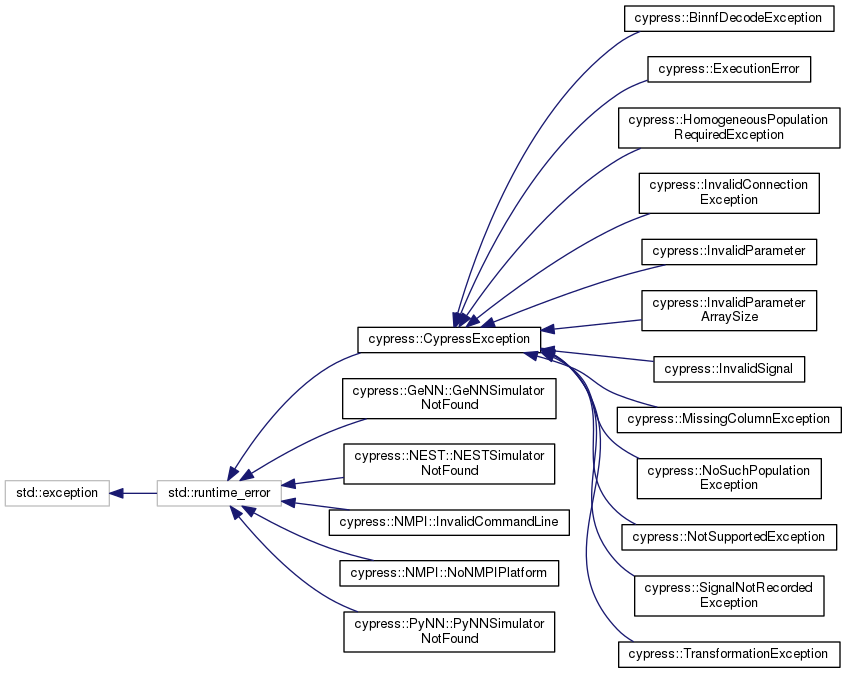 cypress::BinnfDecodeException
cypress::ExecutionError
cypress::HomogeneousPopulation
RequiredException
cypress::InvalidConnection
Exception
cypress::InvalidParameter
cypress::InvalidParameter
ArraySize
cypress::CypressException
cypress::InvalidSignal
cypress::GeNN::GeNNSimulator
NotFound
cypress::MissingColumnException
cypress::NEST::NESTSimulator
NotFound
cypress::NoSuchPopulation
Exception
std::exception
std::runtime_error
cypress::NMPI::InvalidCommandLine
cypress::NotSupportedException
cypress::NMPI::NoNMPIPlatform
cypress::SignalNotRecorded
Exception
cypress::PyNN::PyNNSimulator
NotFound
cypress::TransformationException